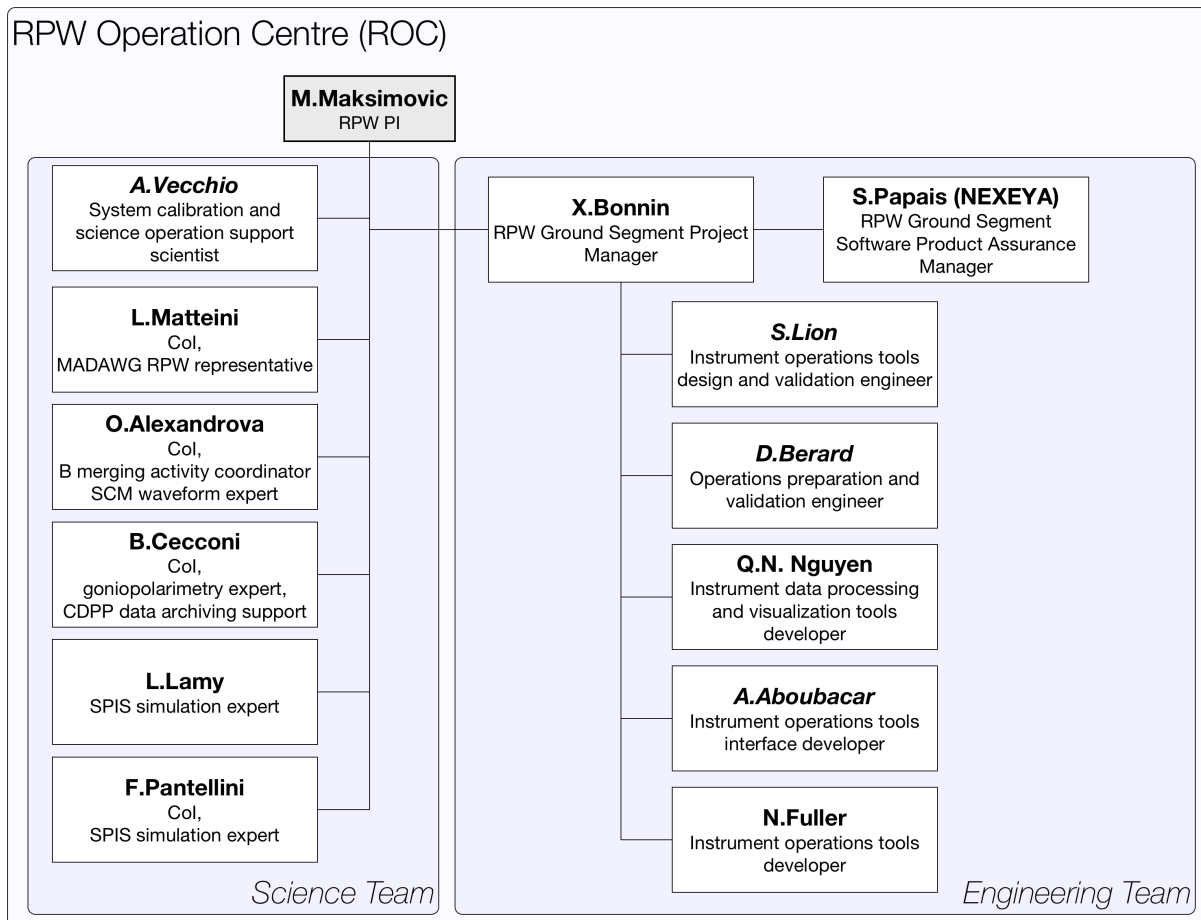 RPW Operation Centre (ROC)
M.Maksimovic
RPW PI
A.Vecchio
System calibration and
science operation support
scientist
L.Matteini
CoI,
MADAWG RPW representative
O.Alexandrova
CoI,
B merging activity coordinator
SCM waveform expert
B.Cecconi
CoI,
goniopolarimetry expert,
CDPP data archiving support
L.Lamy
SPIS simulation expert
F.Pantellini
CoI,
SPIS simulation expert
Science Team
X.Bonnin
RPW Ground Segment Project
Manager
S.Papais (NEXEYA)
RPW Ground Segment
Software Product Assurance
Manager
S.Lion
Instrument operations tools
design and validation engineer
D.Berard
Operations preparation and
validation engineer
Q.N. Nguyen
Instrument data processing
and visualization tools
developer
A.Aboubacar
Instrument operations tools
interface developer
N.Fuller
Instrument operations tools
developer
Engineering Team